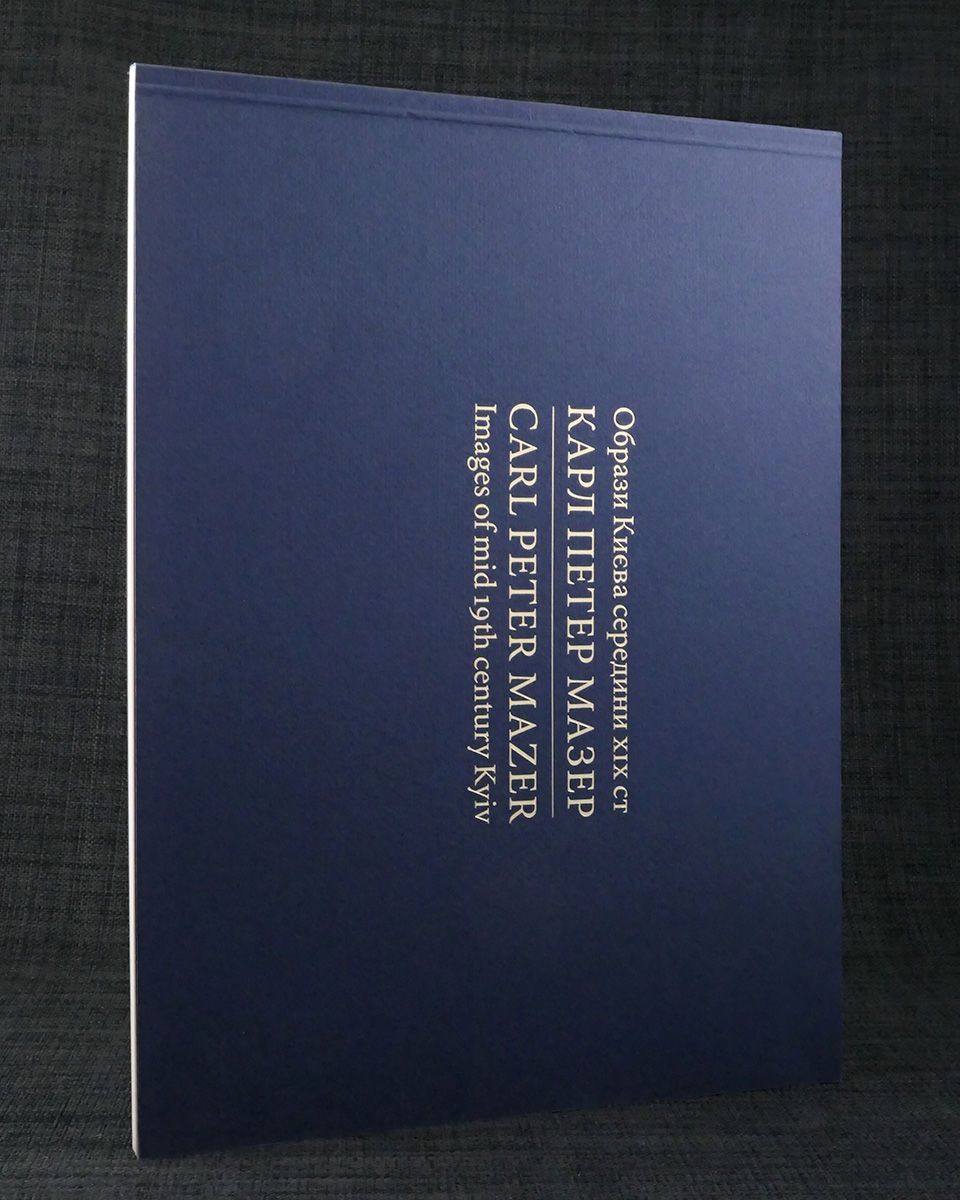 Образи Києва середини XIX ст
КАРЛ ПЕТЕР МАЗЕР
CARL PETER MAZER
Images of mid 19th century Kyiv